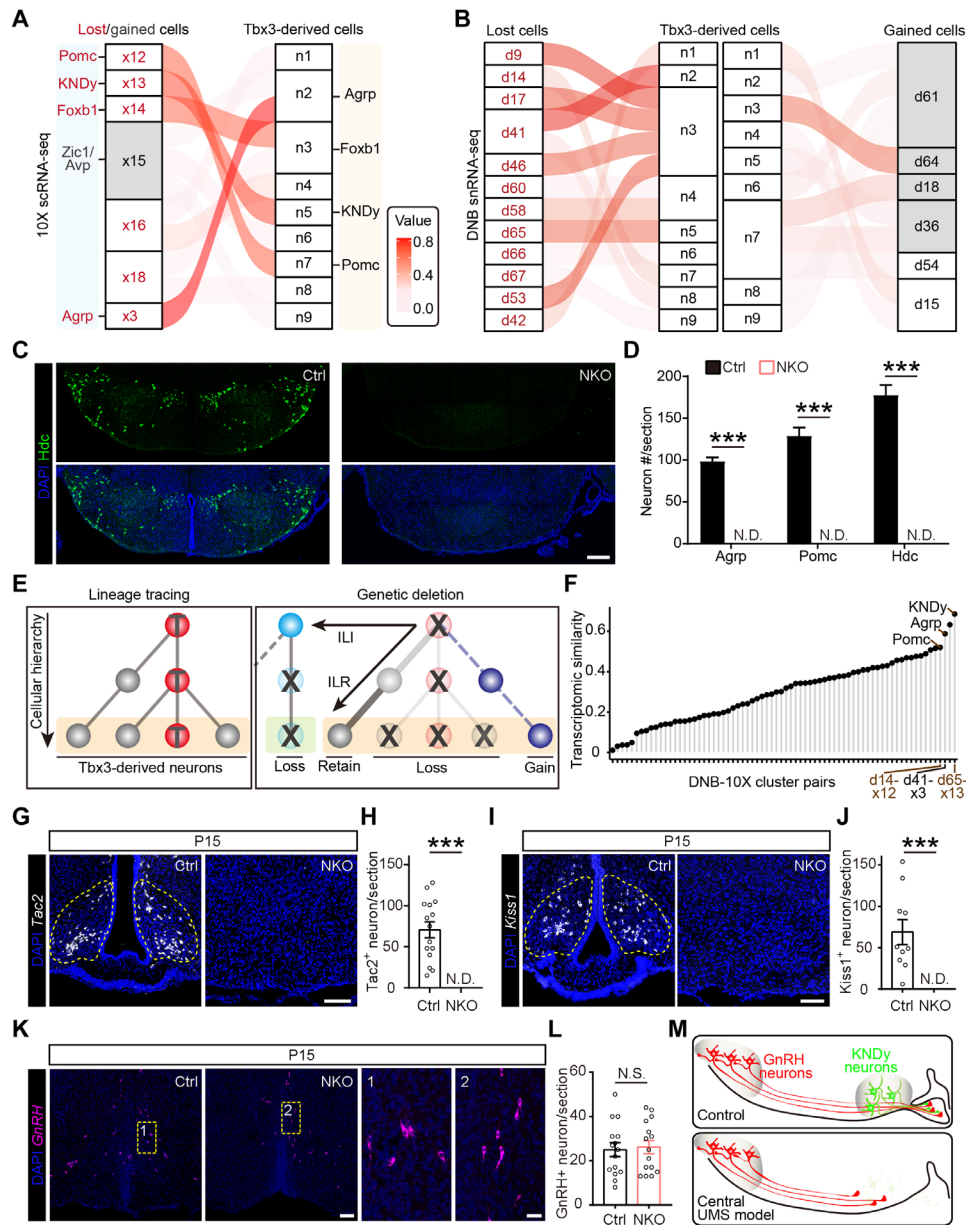 A
Lost/gained cells
Tbx3-derived cells
10X scRNA-seq
Pomc
KNDy
Foxb1
Zic1/
Avp
Agrp
x12
x13
x14
x15
x16
x18
x3
n1
n2
n3
n4
n5
n6
n7
n8
n9
Agrp
Foxb1
KNDy
Pomc
Value
0.8
0.4
0.0
B
Lost cells
Tbx3-derived cells
Gained cells
DNB snRNA-seq
d9
d14
d17
d41
d46
d60
d58
d65
d66
d67
d53
d42
n1
n2
n3
n4
n5
n6
n7
n8
n9
n1
n2
n3
n4
n5
n6
n7
n8
n9
d61
d64
d18
d36
d54
d15
C
DAPI Hdc
Ctrl
NKO
D
Ctrl NKO
Neuron #/section
200
150
100
50
0
***
***
***
N.D.
N.D.
N.D.
Agrp
Pomc
Hdc
E
Lineage tracing
Genetic deletion
Cellular hierarchy
T
T
T
X
X
X
X
X
X
X
X
ILI
ILR
Tbx3-derived neurons
Loss
Retain
Loss
Gain
F
Transcriptomic similarity
0.6
0.4
0.2
0
KNDy
Agrp
Pomc
DNB-10X cluster pairs
d14- d41- d65-
x12 x3 x13
G
P15
DAPI Tac2
Ctrl
NKO
H
***
Tac2+ neuron/section
150
100
50
0
N.D.
Ctrl NKO
I
P15
DAPI Kiss1
Ctrl
NKO
J
***
Kiss1+ neuron/section
150
100
50
0
N.D.
Ctrl NKO
K
P15
DAPI GnRH
Ctrl
NKO
1
2
1
2
L
N.S.
GnRH+ neuron/section
60
40
20
0
Ctrl NKO
M
GnRH
neurons
KNDy
neurons
Control
Central
UMS model